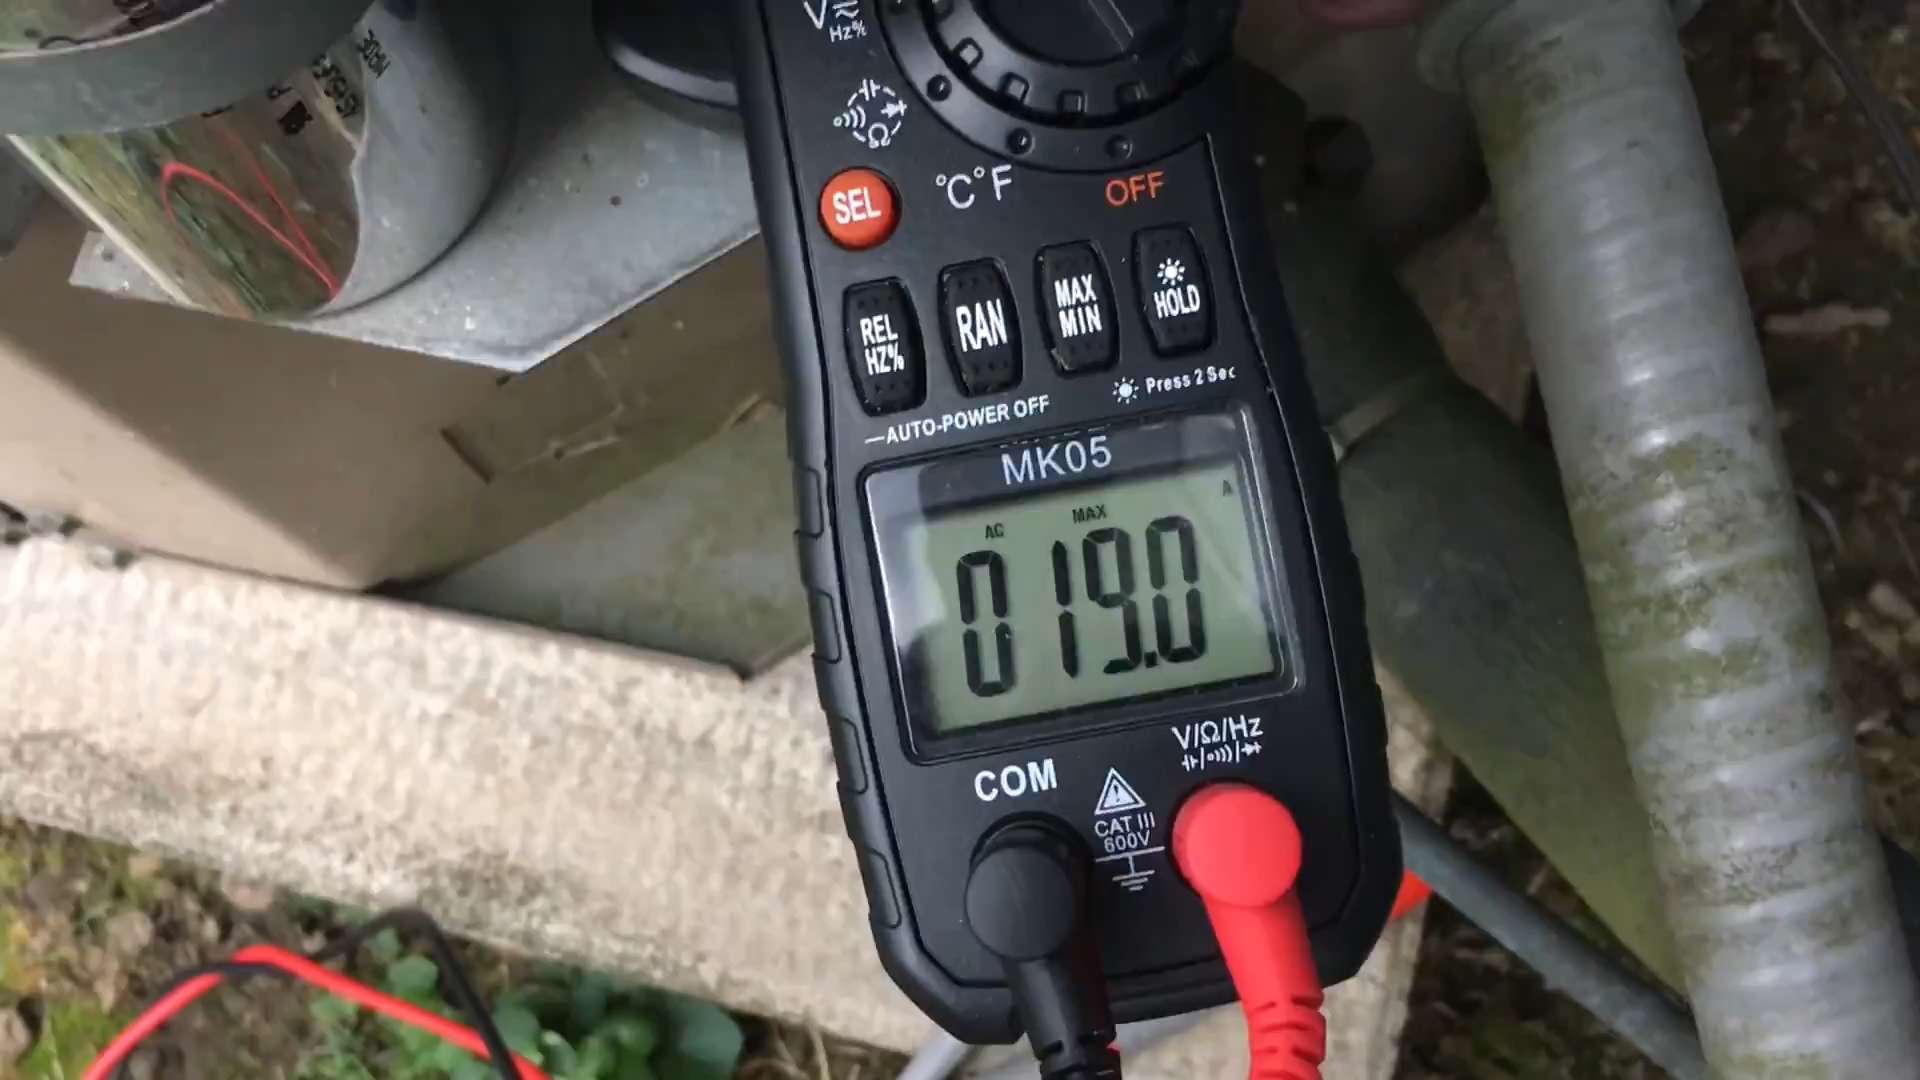 V
Hz%
SEL
°C°F
OFF
REL
HZ%
RAN
MAX
MIN
HOLD
Press 2 Sec
AUTO-POWER OFF
MK05
AC
MAX
A
019.0
V/Ω/Hz
COM
CAT III
600V